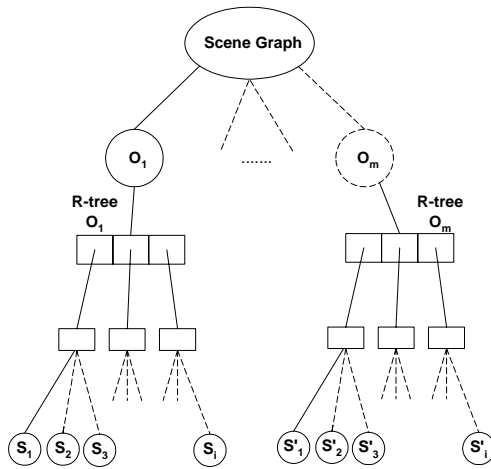 Scene Graph
O1
.......
Om
R-tree
O1
R-tree
Om
S1
S2
S3
Si
S'1
S'2
S'3
S'i